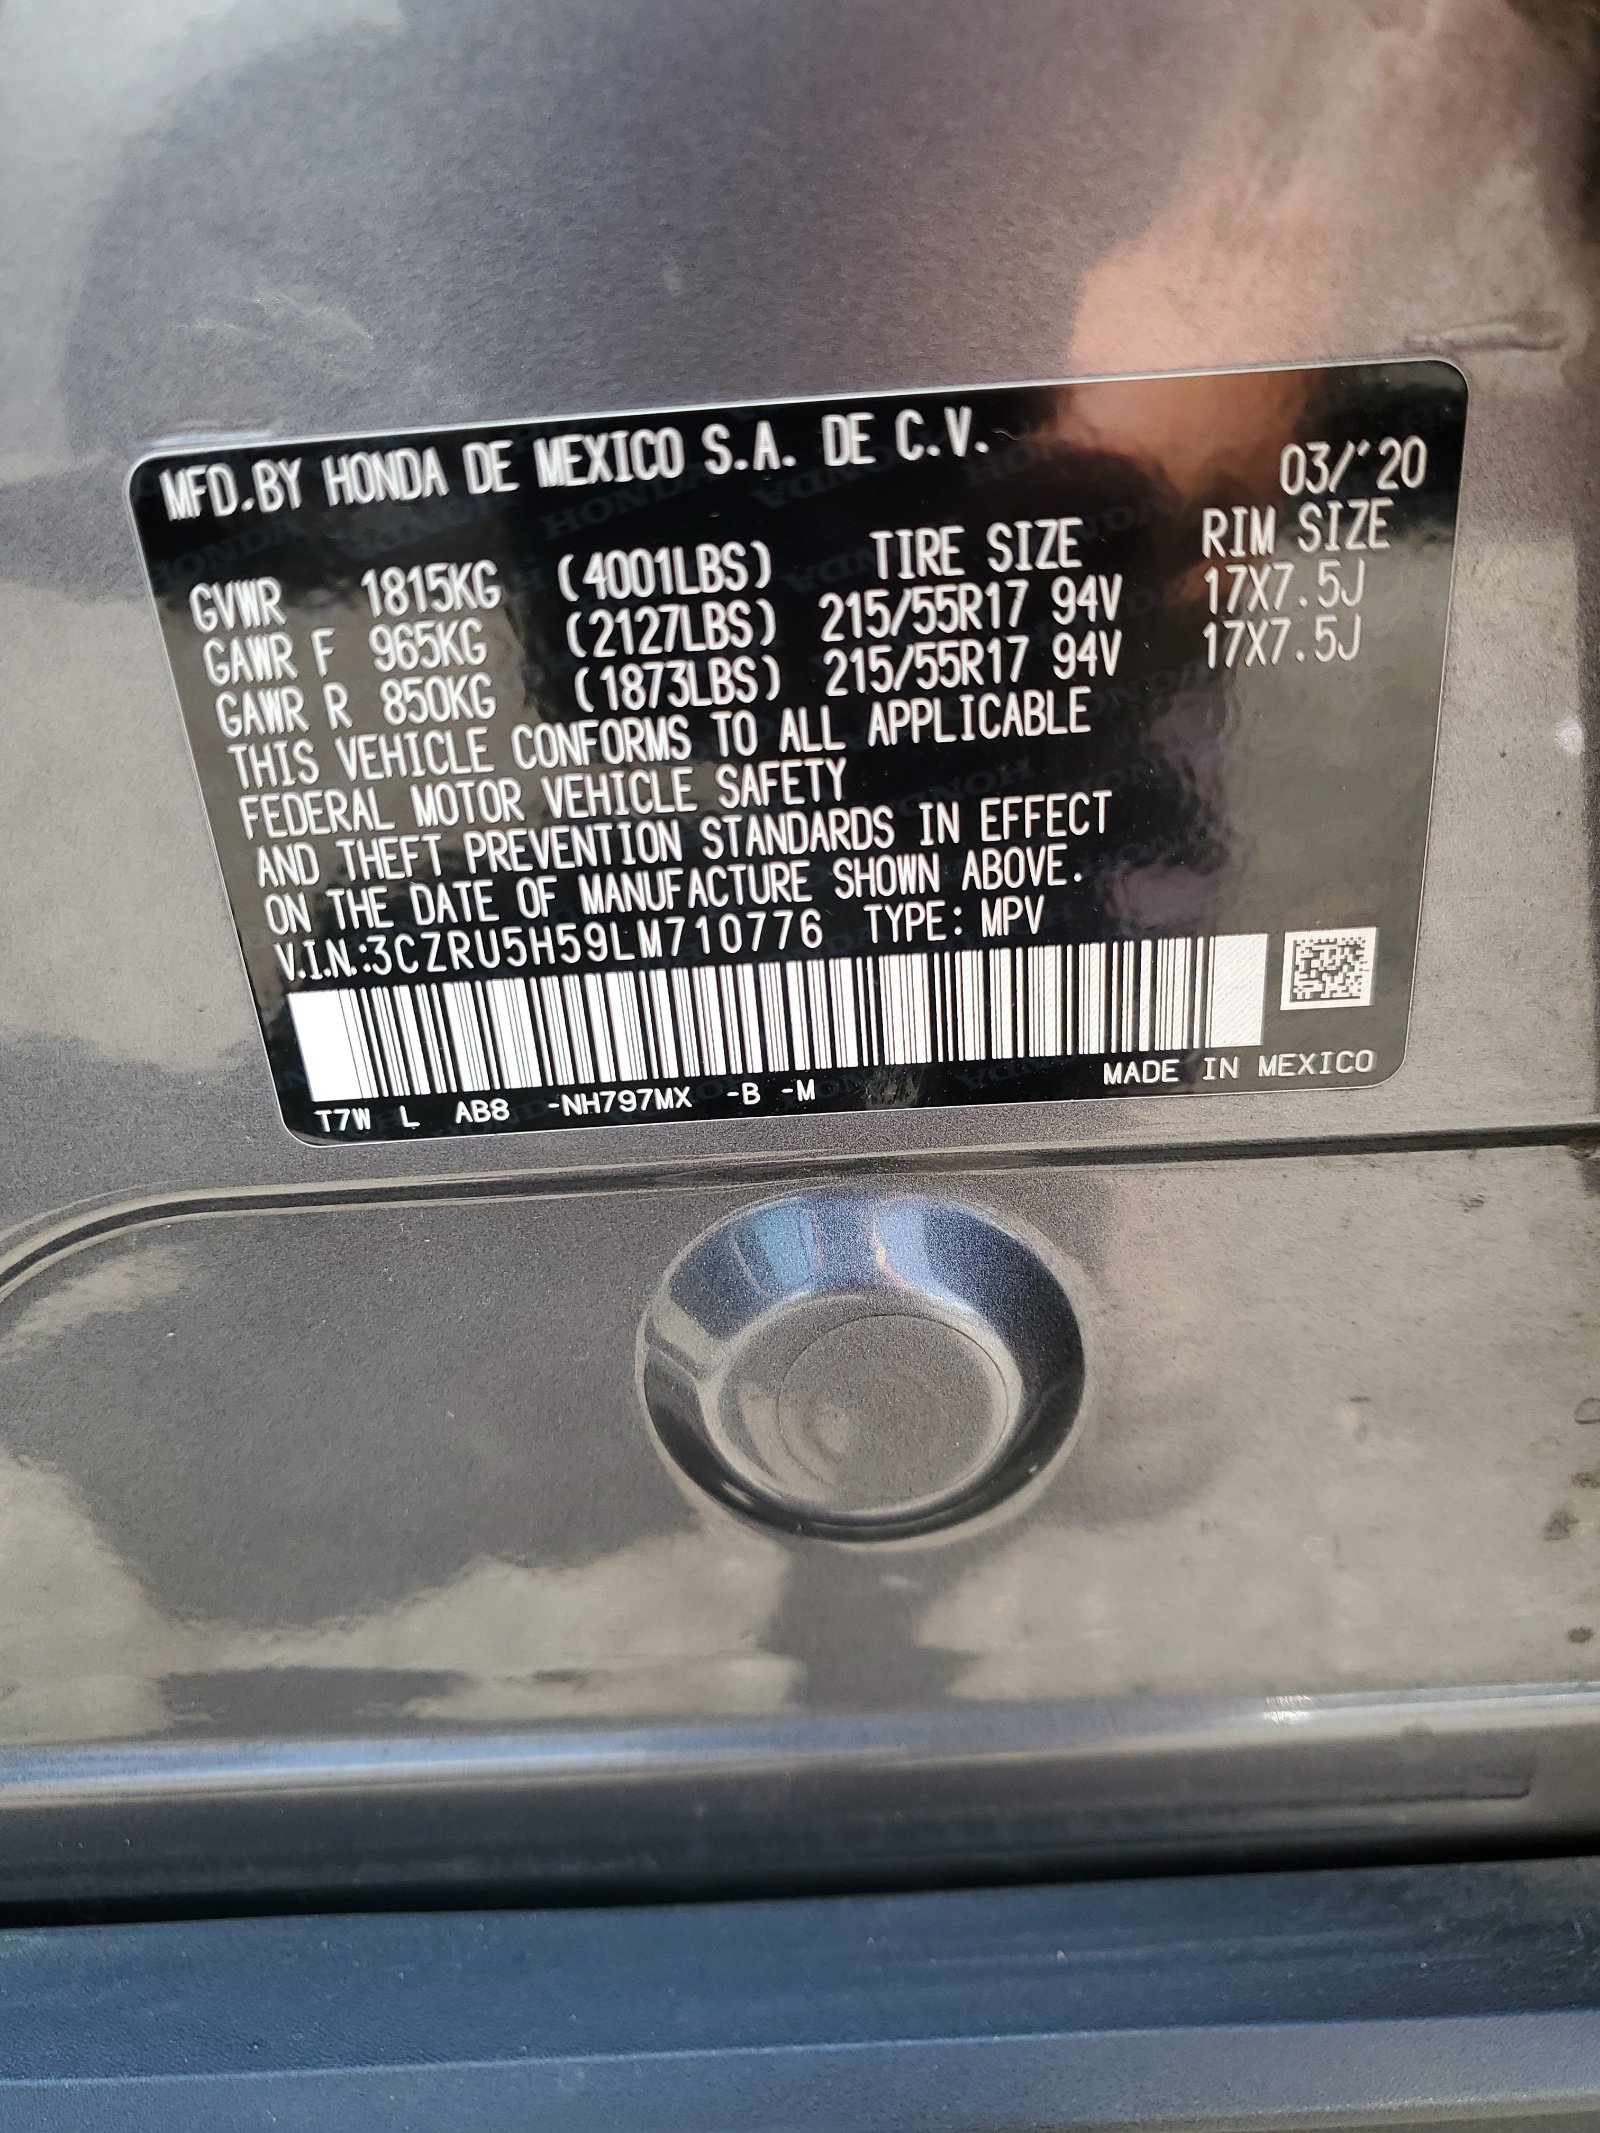 MFD.BY HONDA DE MEXICO S.A. DE C.V.
03/'20
TIRE SIZE RIM SIZE
GVWR 1815KG (4001LBS)
GAWR F 965KG (2127LBS) 215/55R17 94V 17X7.5J
GAWR R 850KG (1873LBS) 215/55R17 94V 17X7.5J
THIS VEHICLE CONFORMS TO ALL APPLICABLE
FEDERAL MOTOR VEHICLE SAFETY
AND THEFT PREVENTION STANDARDS IN EFFECT
ON THE DATE OF MANUFACTURE SHOWN ABOVE.
V.I.N.:3CZRU5H59LM710776 TYPE: MPV
T7W L AB8 -NH797MX -B -M MADE IN MEXICO